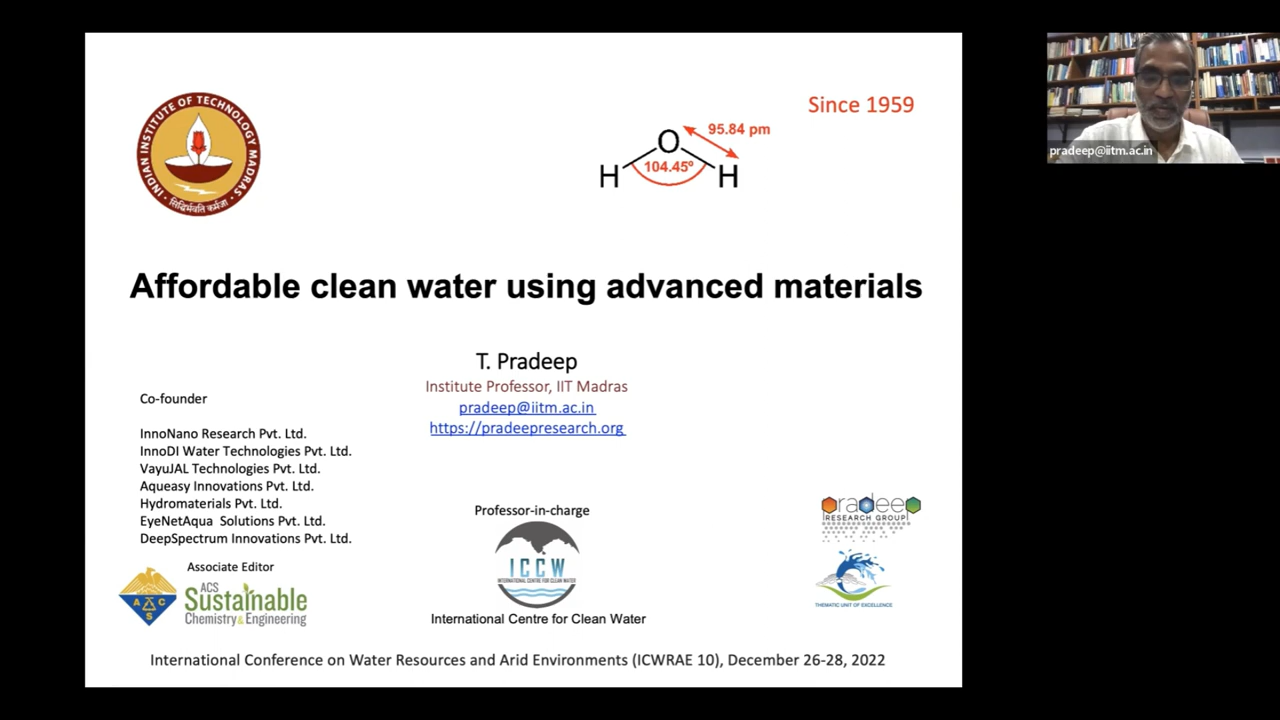 INDIAN INSTITUTE OF TECHNOLOGY MADRAS
सिद्धिर्भवति कर्मजा
Since 1959
95.84 pm
O
104.45º
H H
pradeep@iitm.ac.in
Affordable clean water using advanced materials
T. Pradeep
Institute Professor, IIT Madras
pradeep@iitm.ac.in
https://pradeepresearch.org
Co-founder
InnoNano Research Pvt. Ltd.
InnoDI Water Technologies Pvt. Ltd.
VayuJAL Technologies Pvt. Ltd.
Aqueasy Innovations Pvt. Ltd.
Hydromaterials Pvt. Ltd.
EyeNetAqua Solutions Pvt. Ltd.
DeepSpectrum Innovations Pvt. Ltd.
Associate Editor
ACS
ACS
Sustainable
Chemistry & Engineering
Professor-in-charge
ICCW
INTERNATIONAL CENTRE FOR CLEAN WATER
International Centre for Clean Water
pradeep
RESEARCH GROUP
THEMATIC UNIT OF EXCELLENCE
International Conference on Water Resources and Arid Environments (ICWRAE 10), December 26-28, 2022